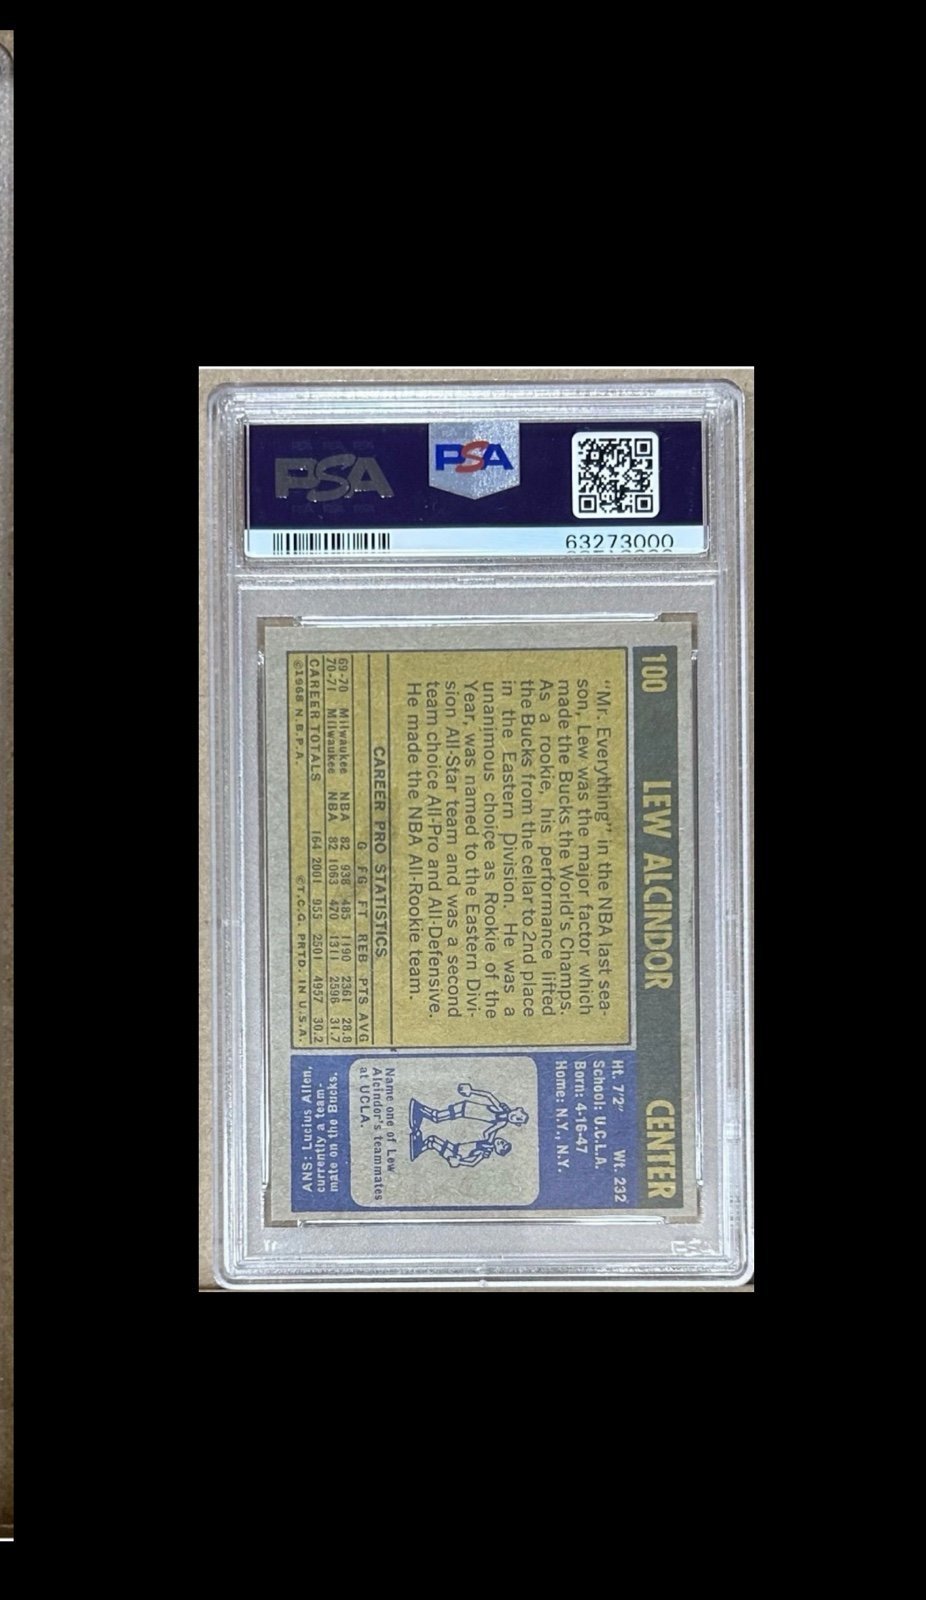 PSA
PSA
63273000
100 LEW ALCINDOR CENTER
"Mr. Everything" in the NBA last sea-
son, Lew was the major factor which
made the Bucks the World's Champs.
As a rookie, his performance lifted
the Bucks from the cellar to 2nd place
in the Eastern Division. He was a
unanimous choice as Rookie of the
Year, was named to the Eastern Divi-
sion All-Star team and was a second
team choice All-Pro and All-Defensive.
He made the NBA All-Rookie team.
CAREER PRO STATISTICS
G FG FT REB PTS AVG
69-70 Milwaukee NBA 82 938 485 1190 2361 28.8
70-71 Milwaukee NBA 82 1063 470 1311 2596 31.7
CAREER TOTALS 164 2001 955 2501 4957 30.2
©1968 N.B.P.A. ©T.C.G. PRTD. IN U.S.A.
Ht. 7'2" Wt. 232
School: U.C.L.A.
Born: 4-16-47
Home: N.Y., N.Y.
Name one of Lew
Alcindor's teammates
at UCLA.
ANS: Lucius Allen,
currently a team-
mate on the Bucks.